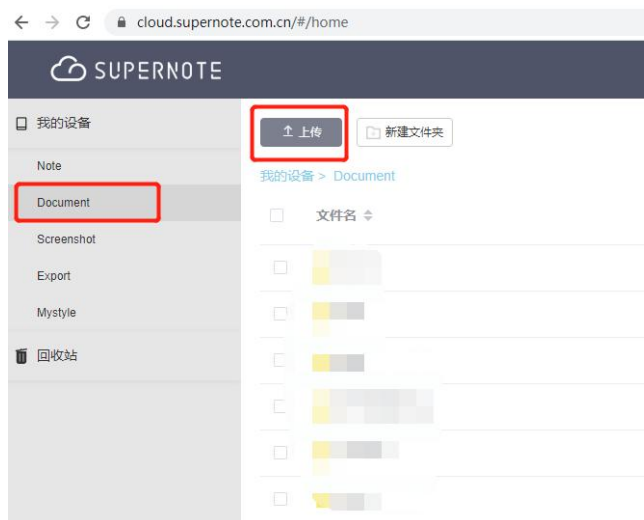 cloud.supernote.com.cn/#/home
SUPERNOTE
我的设备
Note
Document
Screenshot
Export
Mystyle
回收站
上传 新建文件夹
我的设备 > Document
文件名